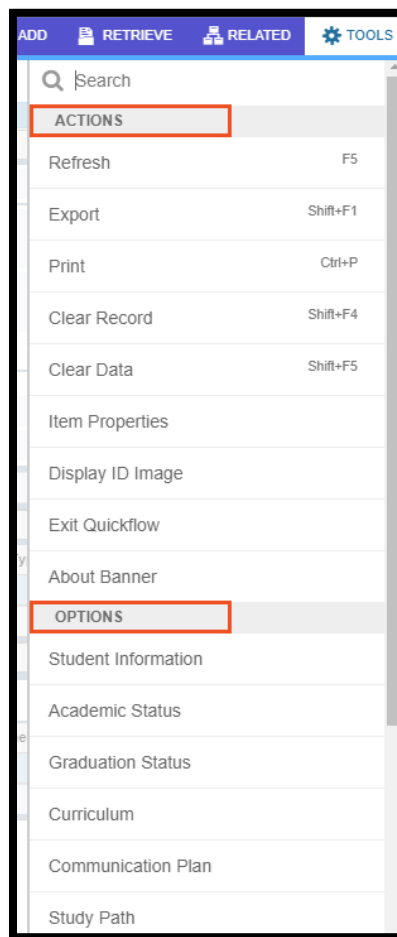 ADD RETRIEVE RELATED TOOLS
Search
ACTIONS
Refresh F5
Export Shift+F1
Print Ctrl+P
Clear Record Shift+F4
Clear Data Shift+F5
Item Properties
Display ID Image
Exit Quickflow
About Banner
OPTIONS
Student Information
Academic Status
Graduation Status
Curriculum
Communication Plan
Study Path